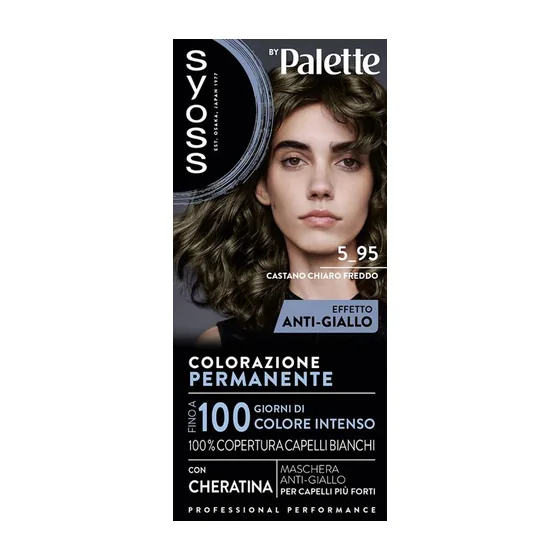 syoss
EST. OSAKA, JAPAN 1977
BY Palette
5_95
CASTANO CHIARO FREDDO
EFFETTO
ANTI-GIALLO
COLORAZIONE
PERMANENTE
FINO A
100
GIORNI DI
COLORE INTENSO
100% COPERTURA CAPELLI BIANCHI
CON
CHERATINA
MASCHERA
ANTI-GIALLO
PER CAPELLI PIÙ FORTI
PROFESSIONAL PERFORMANCE